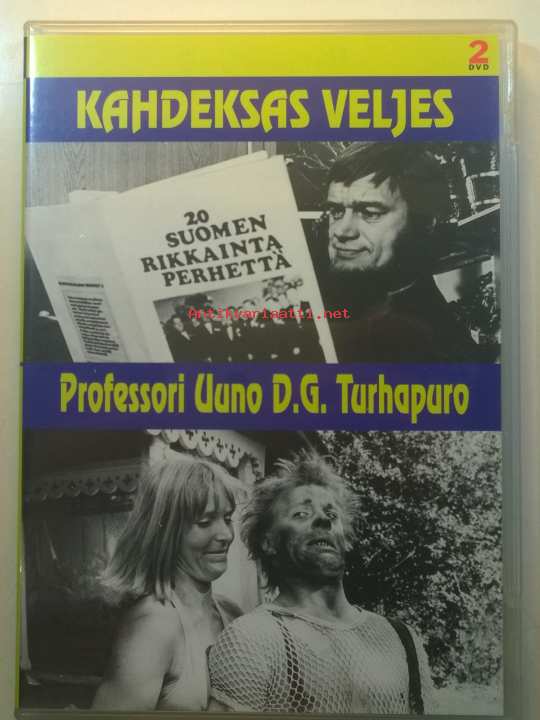 2
DVD
KAHDEKSAS VELJES
20
SUOMEN
RIKKAINTA
PERHETTÄ
Antikvariaatti.net
Professori Uuno D.G. Turhapuro